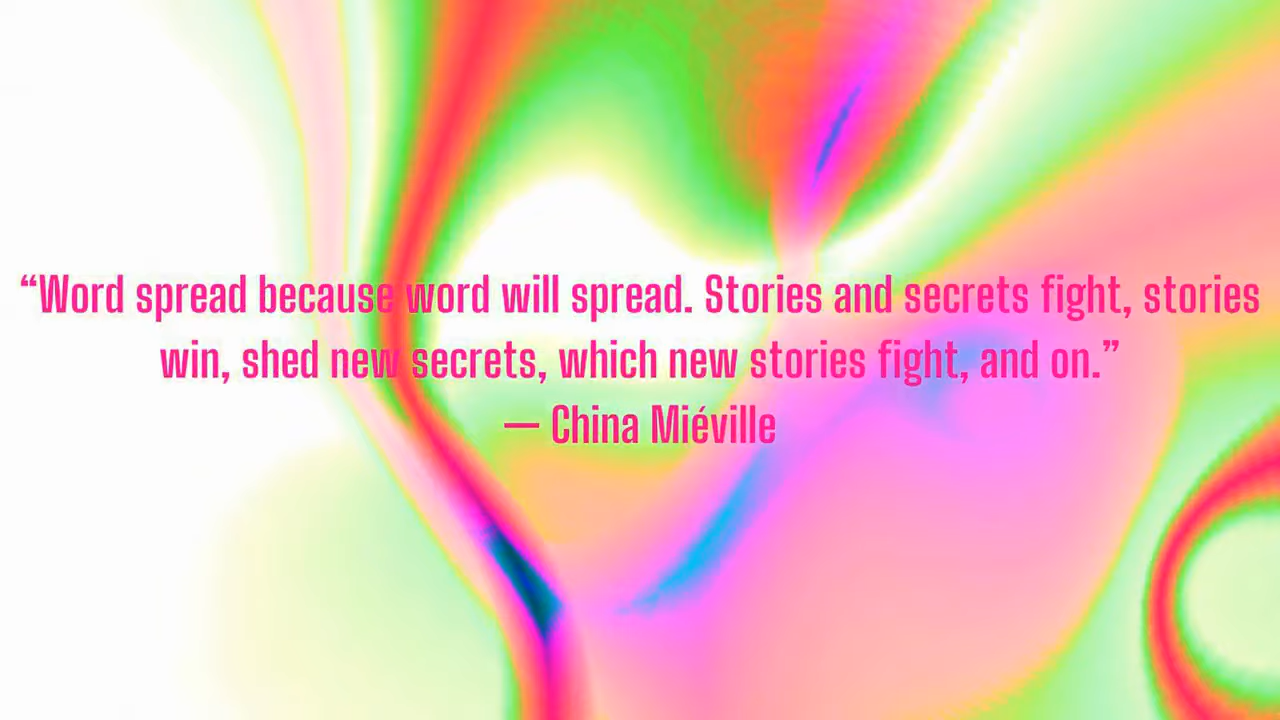 “Word spread because word will spread. Stories and secrets fight, stories
win, shed new secrets, which new stories fight, and on.”
— China Miéville